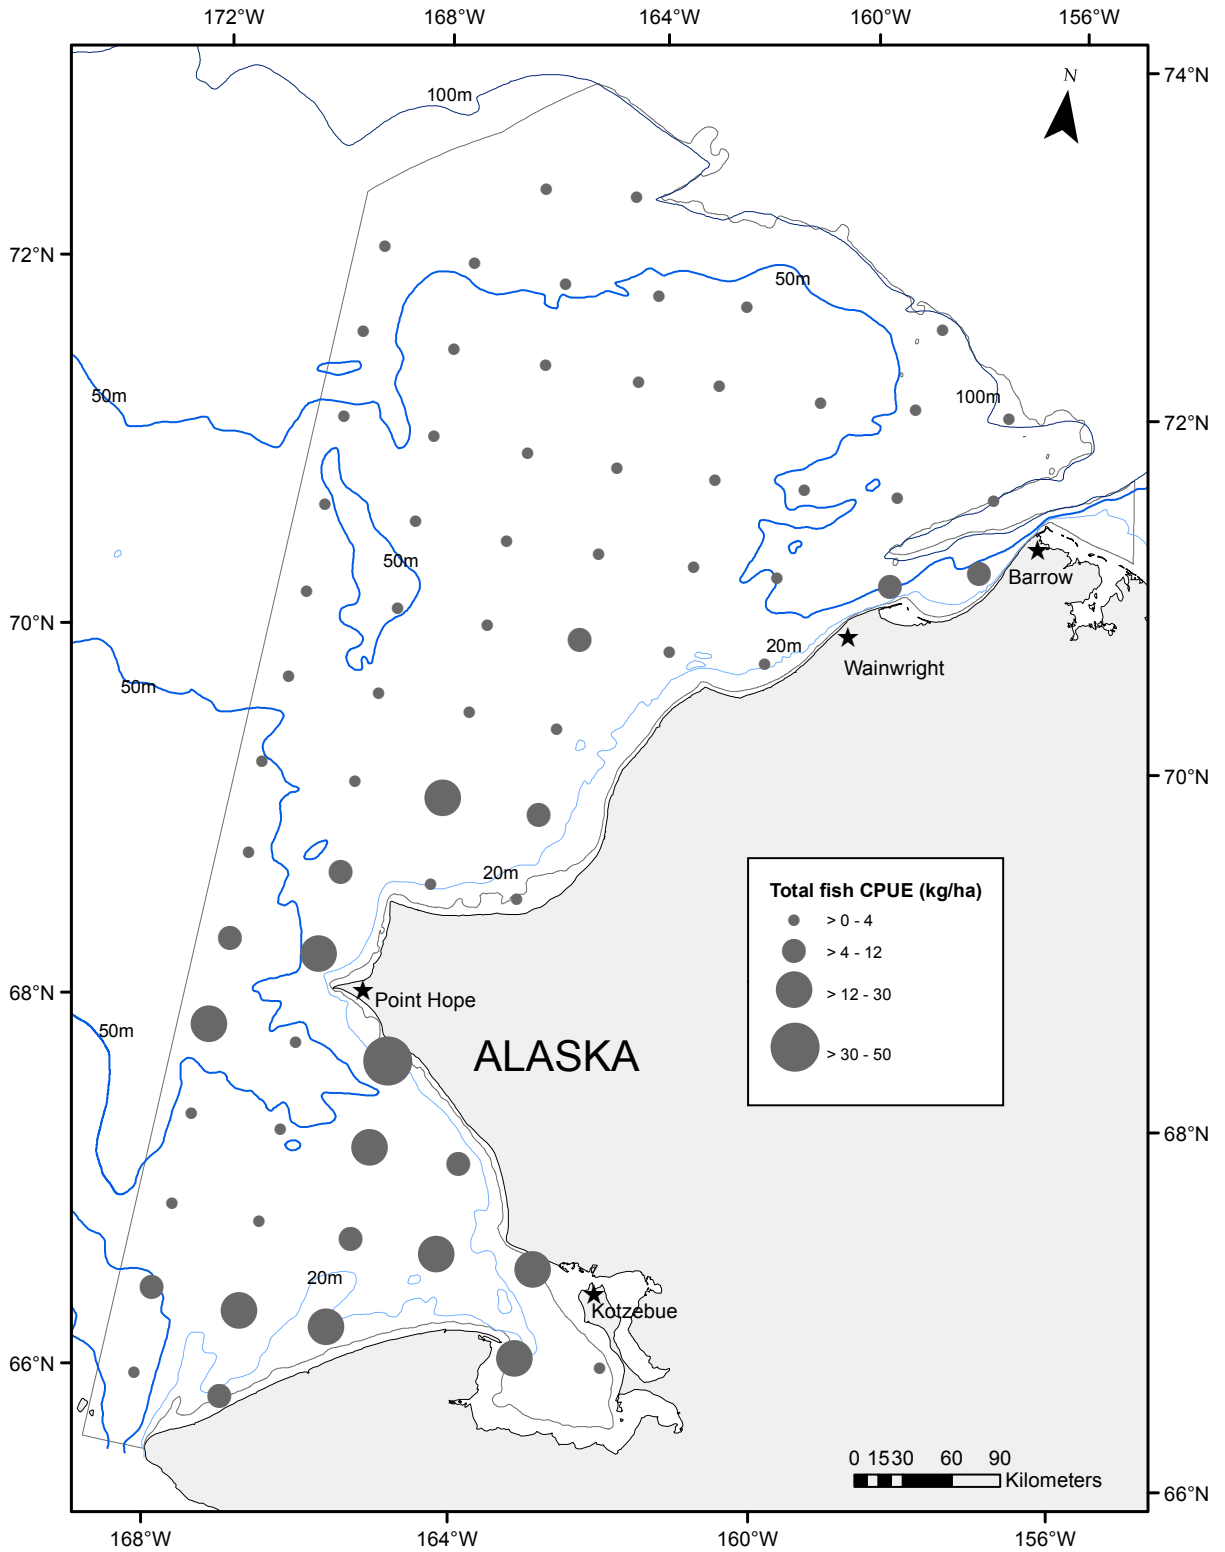 172°W 168°W 164°W 160°W 156°W
74°N
N
100m
72°N
50m
50m
100m
72°N
50m
Barrow
70°N
20m
Wainwright
50m
70°N
20m
Total fish CPUE (kg/ha)
> 0 - 4
> 4 - 12
> 12 - 30
> 30 - 50
68°N
Point Hope
50m
ALASKA
68°N
20m
Kotzebue
66°N
0 15 30 60 90
Kilometers
66°N
168°W 164°W 160°W 156°W